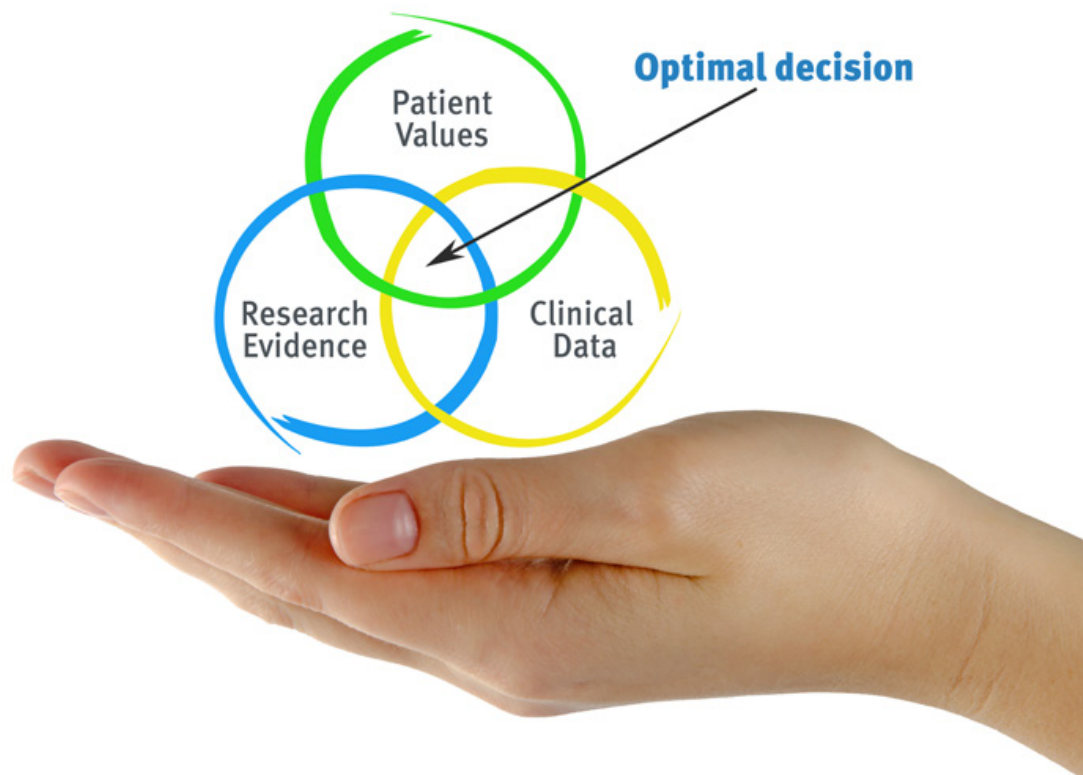 Optimal decision
Patient
Values
Research
Evidence
Clinical
Data